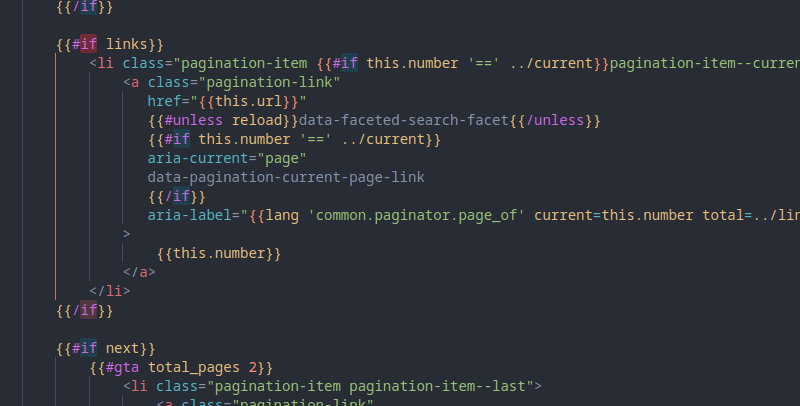 {{/if}}
{{#if links}}
<li class="pagination-item {{#if this.number '==' ../current}}pagination-item--curren
<a class="pagination-link"
href="{{this.url}}"
{{#unless reload}}data-faceted-search-facet{{/unless}}
{{#if this.number '==' ../current}}
aria-current="page"
data-pagination-current-page-link
{{/if}}
aria-label="{{lang 'common.paginator.page_of' current=this.number total=../lin
>
{{this.number}}
</a>
</li>
{{/if}}
{{#if next}}
{{#gta total_pages 2}}
<li class="pagination-item pagination-item--last">
<a class="pagination-link"